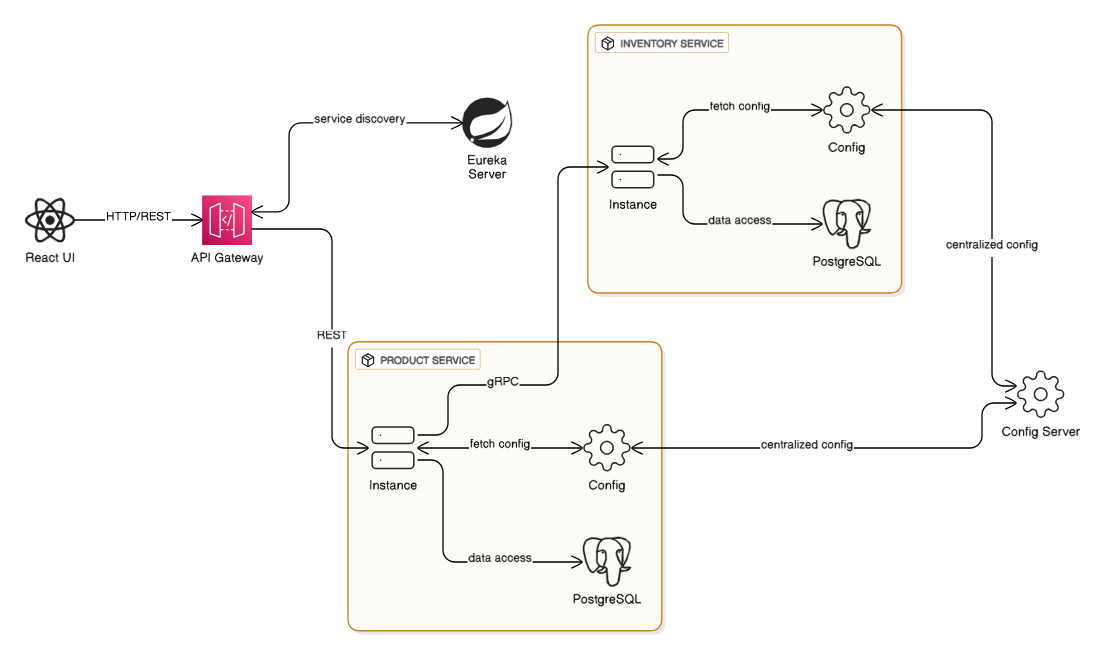 INVENTORY SERVICE
fetch config
service discovery
Config
Eureka
Server
Instance
HTTP/REST
data access
React UI
API Gateway
PostgreSQL
centralized config
REST
PRODUCT SERVICE
gRPC
fetch config
centralized config
Config Server
Instance
Config
data access
PostgreSQL